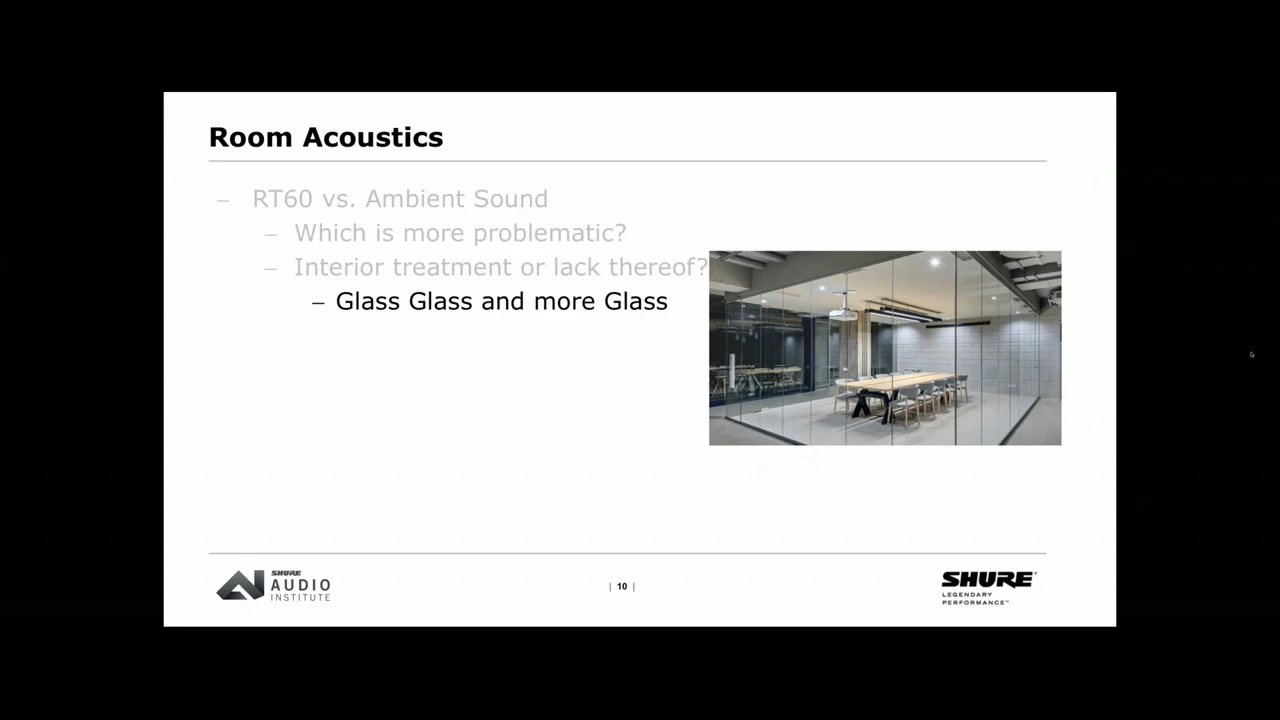 Room Acoustics
– RT60 vs. Ambient Sound
– Which is more problematic?
– Interior treatment or lack thereof?
– Glass Glass and more Glass
SHURE
AUDIO
INSTITUTE
| 10 |
SHURE
LEGENDARY
PERFORMANCE™